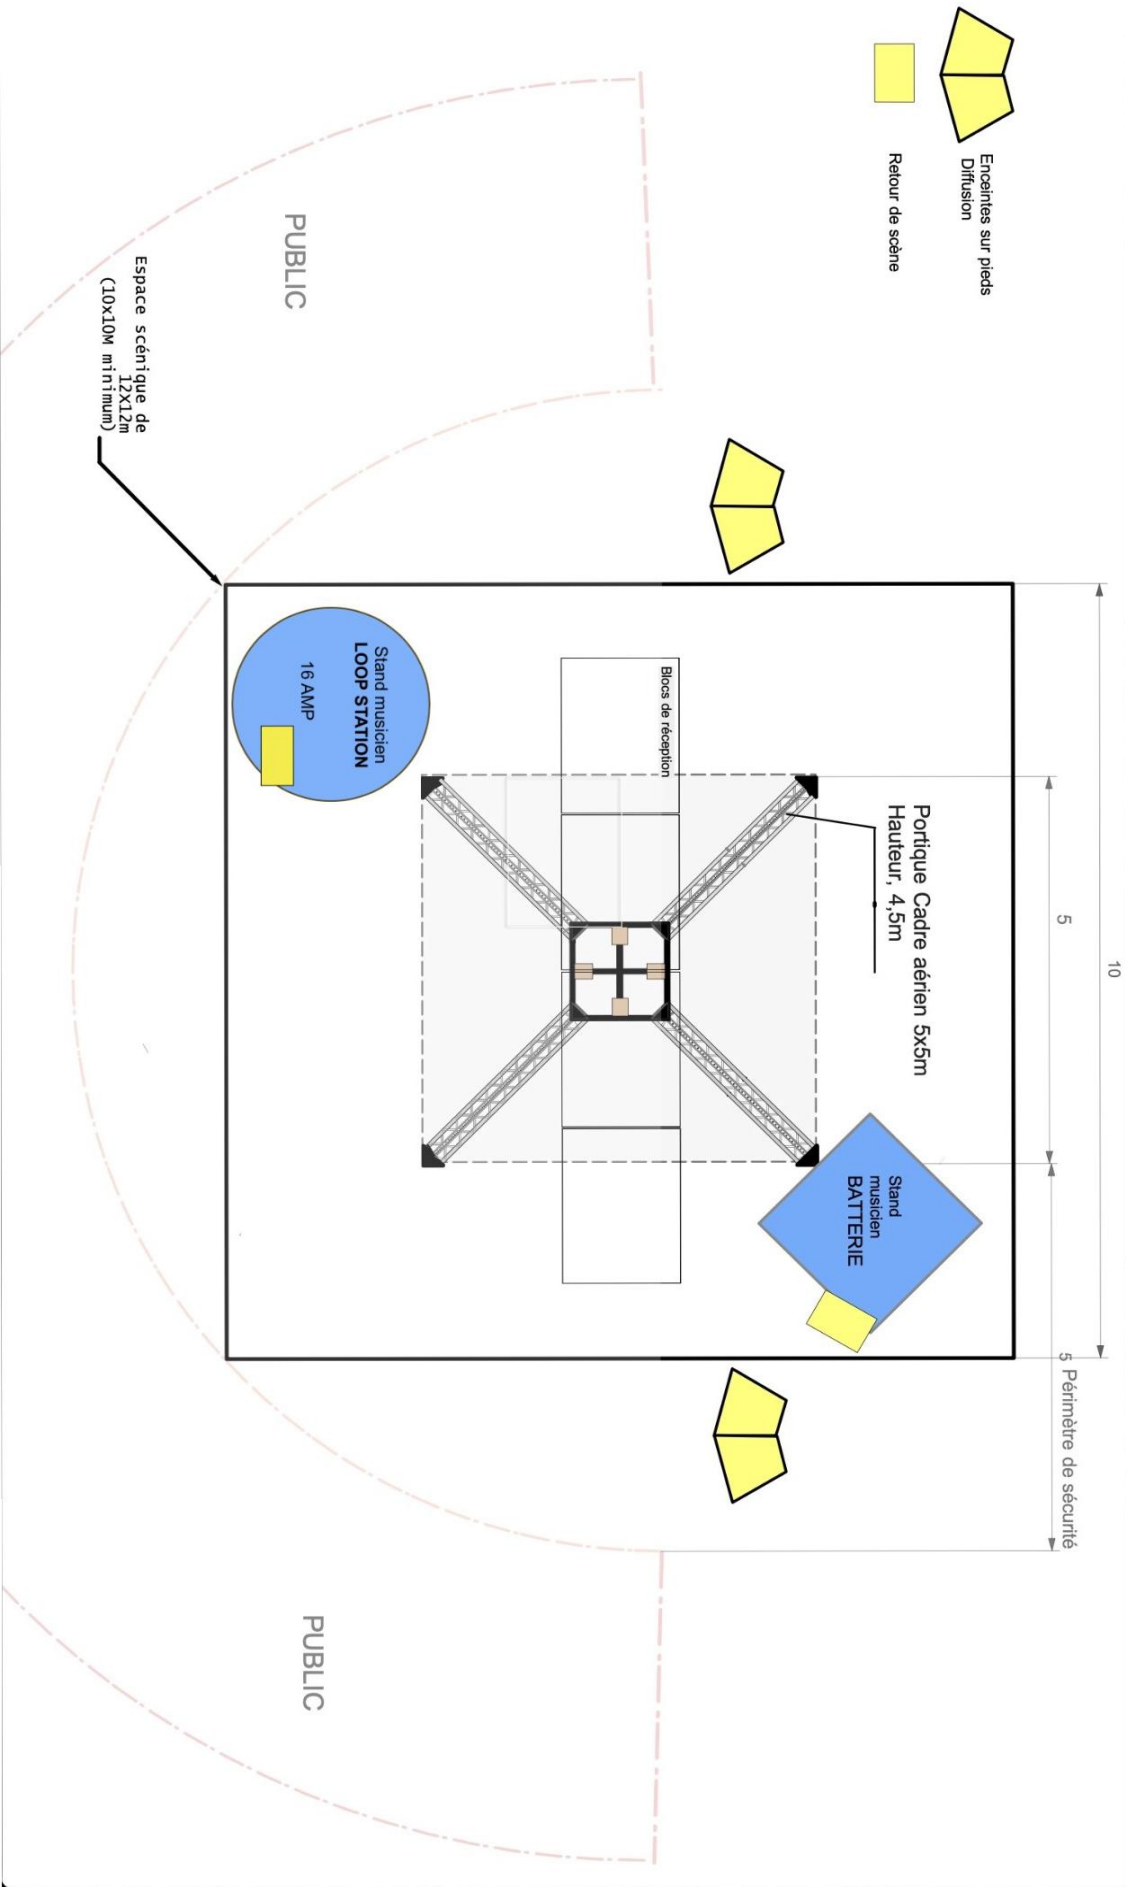 Enceintes sur pieds
Diffusion
Retour de scène
10
5
5 Périmètre de sécurité
Portique Cadre aérien 5x5m
Hauteur, 4,5m
Stand
musicien
BATTERIE
Blocs de réception
Stand musicien
LOOP STATION
16 AMP
PUBLIC
PUBLIC
Espace scénique de
12x12m
(10x10M minimum)